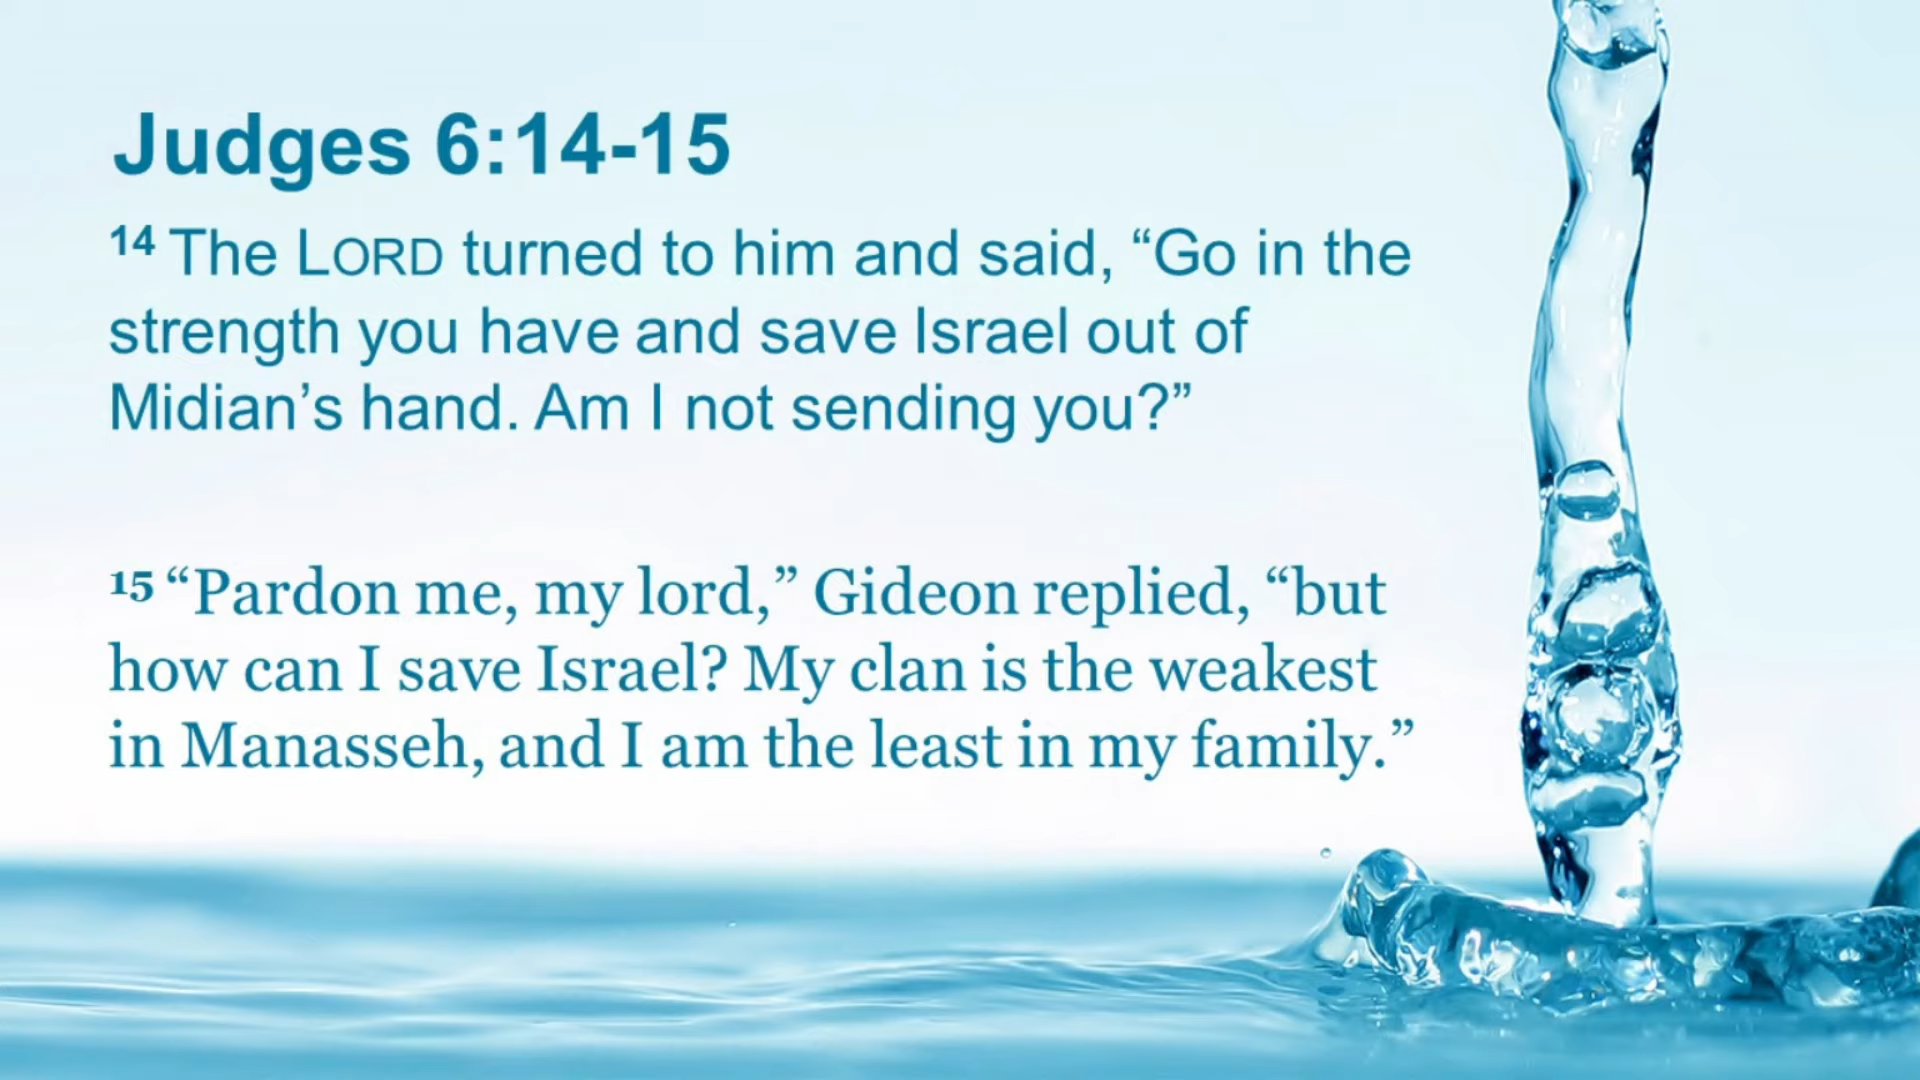 Judges 6:14-15
14 The LORD turned to him and said, “Go in the
strength you have and save Israel out of
Midian’s hand. Am I not sending you?”
15 “Pardon me, my lord,” Gideon replied, “but
how can I save Israel? My clan is the weakest
in Manasseh, and I am the least in my family.”